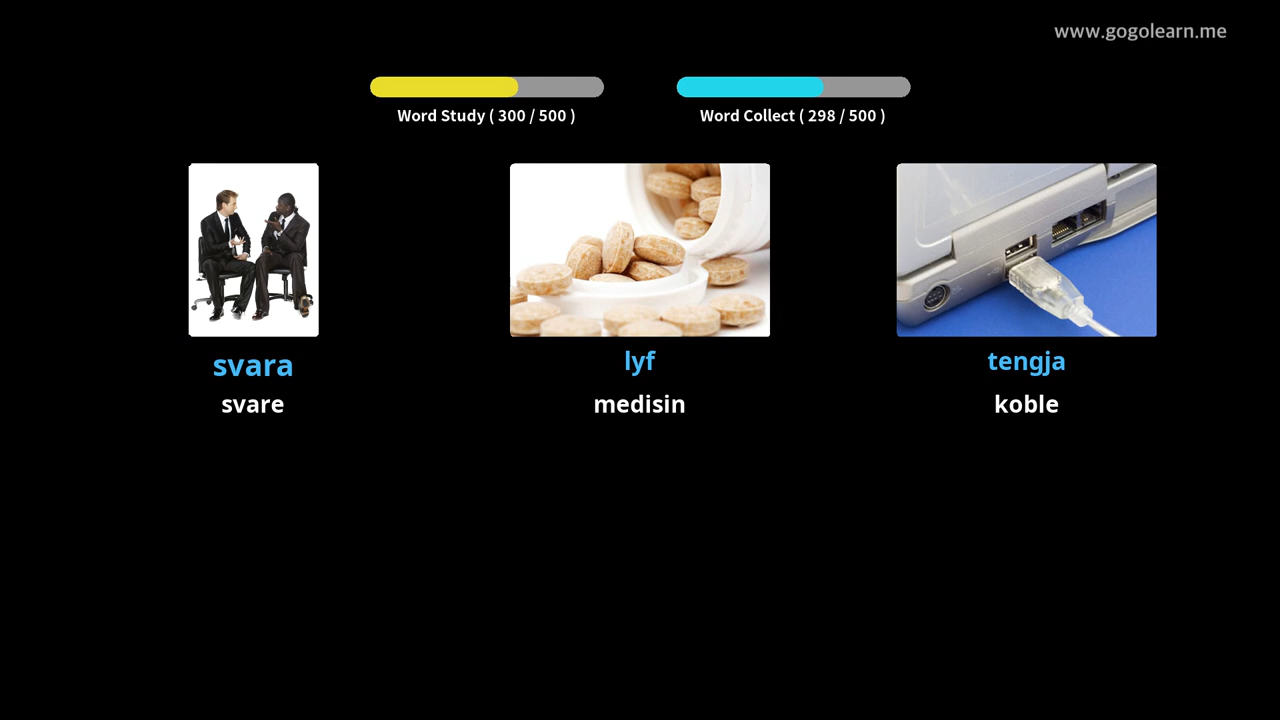 www.gogolearn.me
Word Study ( 300 / 500 )
Word Collect ( 298 / 500 )
svara
svare
lyf
medisin
tengja
koble